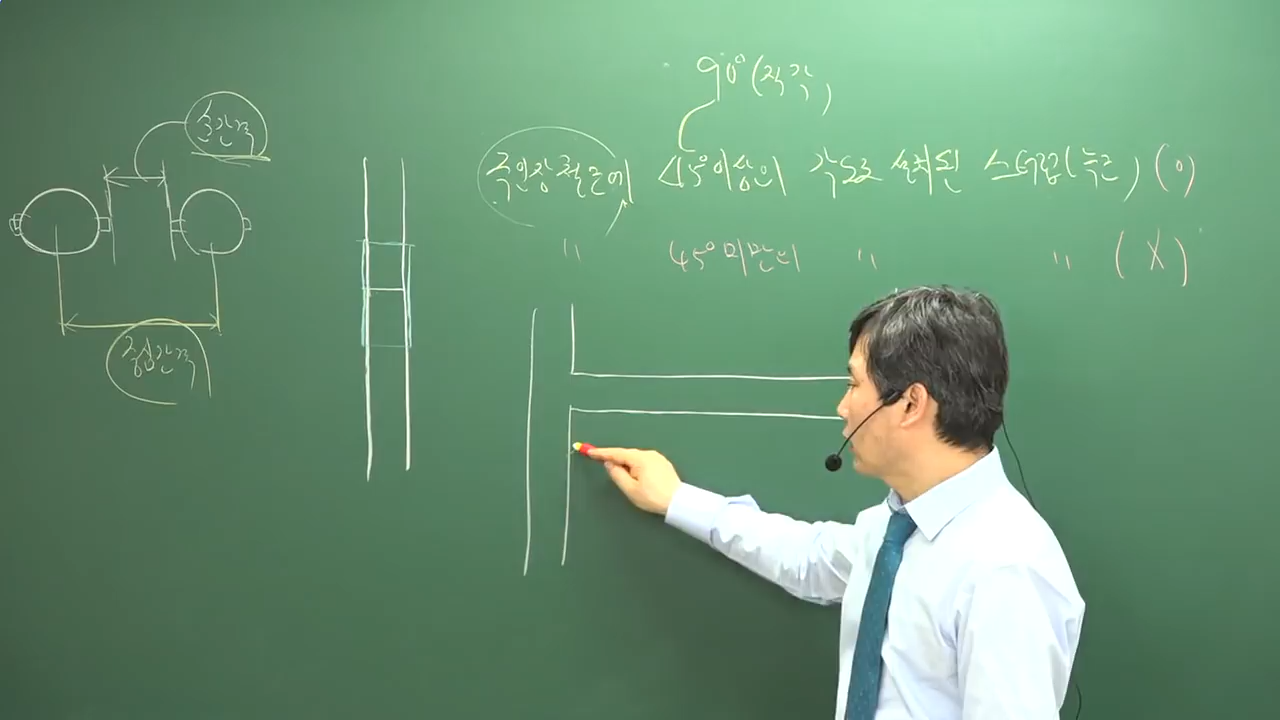 90°(직각)
순간격
주인장철근에 45°이상의 각도로 설치된 스터럽(늑근) (O)
" 45°미만의 " " (X)
중심간격